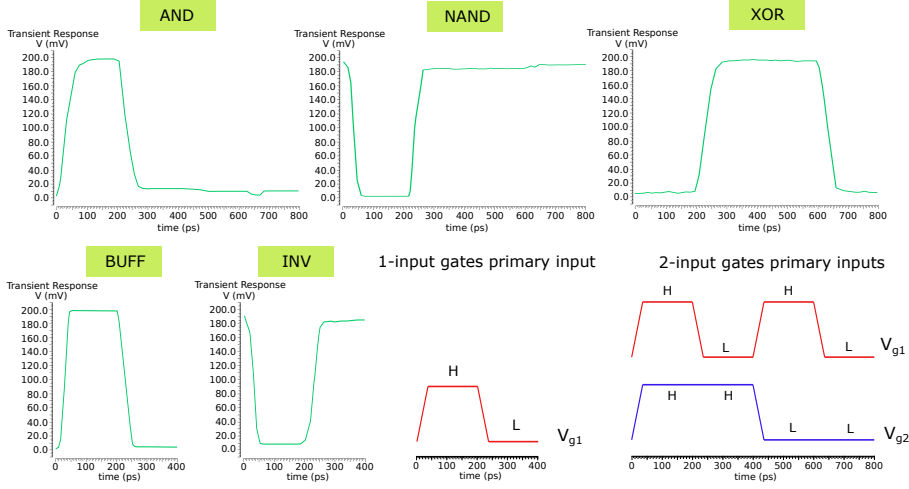 AND
Transient Response
V (mV)
200.0
180.0
160.0
140.0
120.0
100.0
80.0
60.0
40.0
20.0
0.0
0 100 200 300 400 500 600 700 800
time (ps)
NAND
Transient Response
V (mV)
200.0
180.0
160.0
140.0
120.0
100.0
80.0
60.0
40.0
20.0
0.0
0 100 200 300 400 500 600 700 800
time (ps)
XOR
Transient Response
V (mV)
200.0
180.0
160.0
140.0
120.0
100.0
80.0
60.0
40.0
20.0
0.0
0 100 200 300 400 500 600 700 800
time (ps)
BUFF
Transient Response
V (mV)
200.0
180.0
160.0
140.0
120.0
100.0
80.0
60.0
40.0
20.0
0.0
0 100 200 300 400
time (ps)
INV
Transient Response
V (mV)
200.0
180.0
160.0
140.0
120.0
100.0
80.0
60.0
40.0
20.0
0.0
0 100 200 300 400
time (ps)
1-input gates primary input
H
L
Vg1
0 100 200 300 400
time (ps)
2-input gates primary inputs
H H
L L
Vg1
H H
L L
Vg2
0 100 200 300 400 500 600 700 800
time (ps)